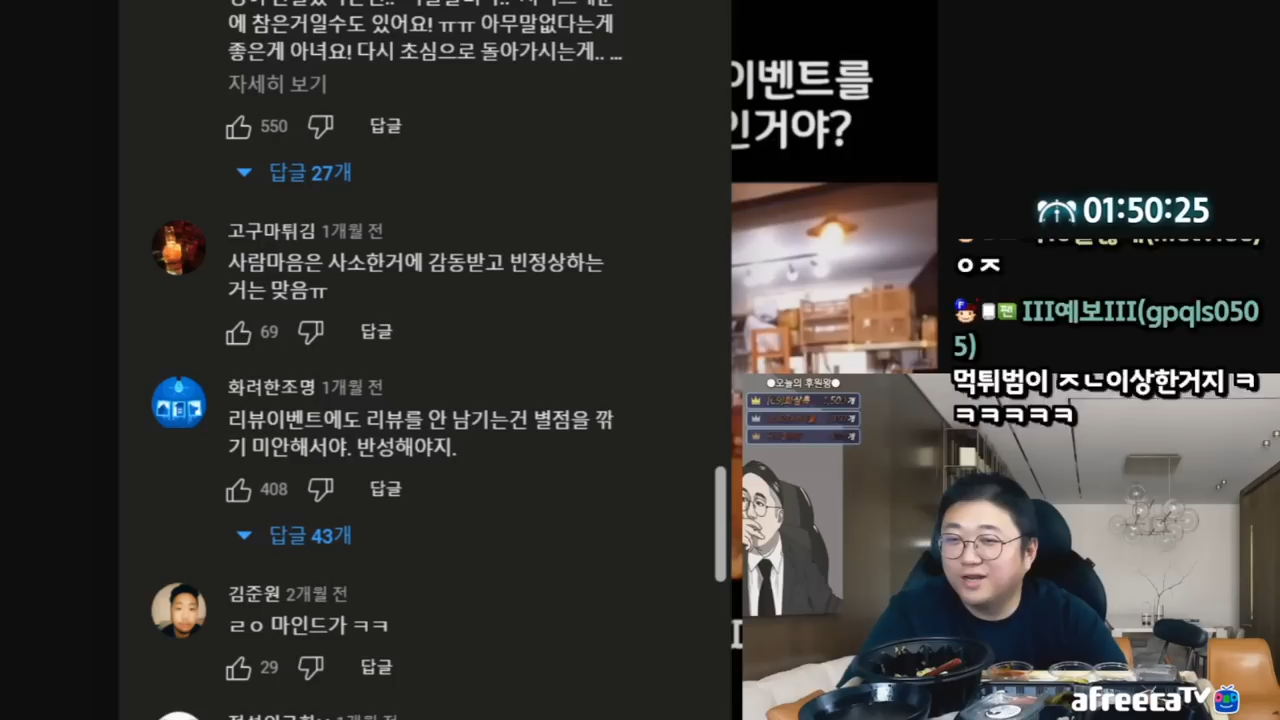 에 참은거일수도 있어요! ㅠㅠ 아무말없다는게
좋은게 아녀요! 다시 초심으로 돌아가시는게.. ...
자세히 보기
550
답글
답글 27개
고구마튀김 1개월 전
사람마음은 사소한거에 감동받고 빈정상하는
거는 맞음ㅠ
69
답글
화려한조명 1개월 전
리뷰이벤트에도 리뷰를 안 남기는건 별점을 깎
기 미안해서야. 반성해야지.
408
답글
답글 43개
김준원 2개월 전
ㄹㅇ 마인드가 ㅋㅋ
29
답글
이벤트를
인거야?
01:50:25
ㅇㅈ
F
팬
III예보III(gpqls050
5)
먹튀범이 ㅈㄴ이상한거지 ㅋ
ㅋㅋㅋㅋㅋ
●오늘의 후원왕●
afreecaTV